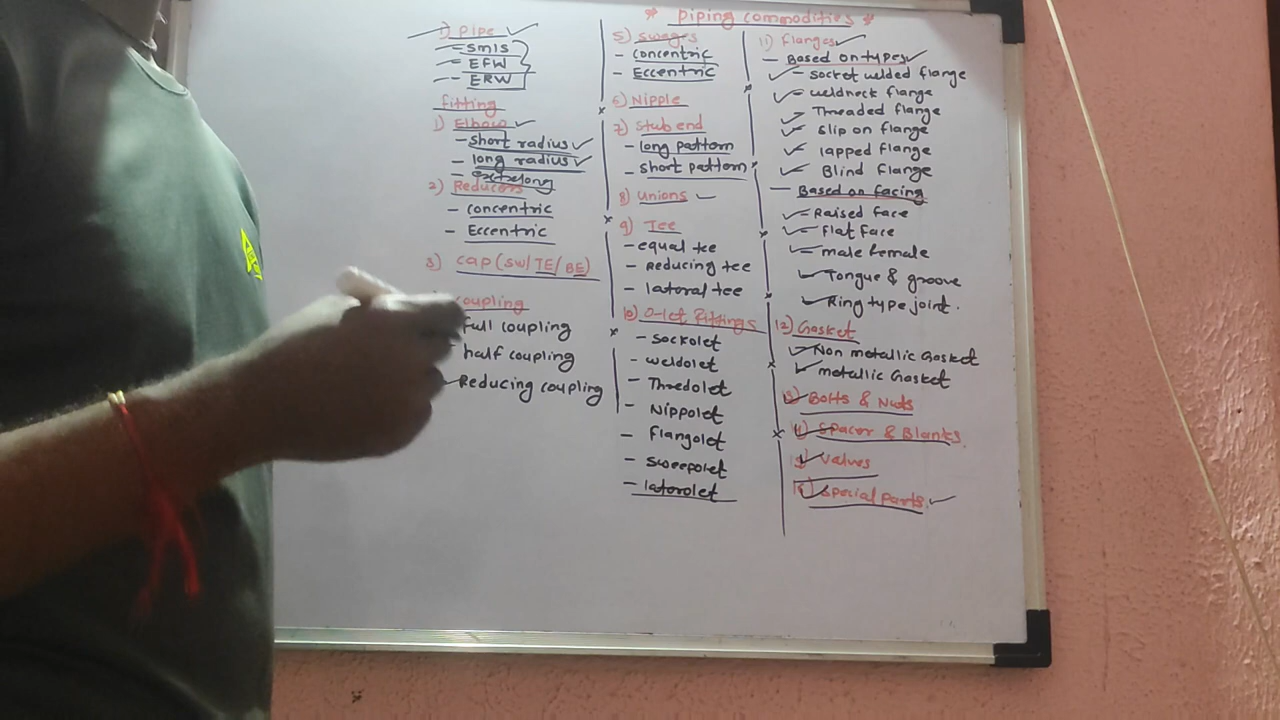 * Piping commodities *
1) Pipe
- SMIS
- EFW
- ERW
fitting
1) Elbow
- short radius
- long radius
- extralong
2) Reducers
- concentric
- Eccentric
3) cap (SW/TE/BE)
coupling
full coupling
half coupling
Reducing coupling
5) swages
- concentric
- Eccentric
6) Nipple
7) Stub end
- long pattern
- short pattern
8) Unions
9) Tee
- equal tee
- Reducing tee
- lateral tee
10) O-let fittings
- Sockolet
- weldolet
- Thredolet
- Nippolet
- flangolet
- Sweepolet
- latorolet
11) flanges
- Based on types
- Socket welded flange
weldneck flange
Threaded flange
Slip on flange
lapped flange
Blind flange
- Based on facing
Raised face
flat face
male female
Tongue & groove
Ring type joint.
12) Gasket
Non metallic Gasket
metallic Gasket
13) Bolts & Nuts
Spacer & Blanks.
Valves
Special parts.